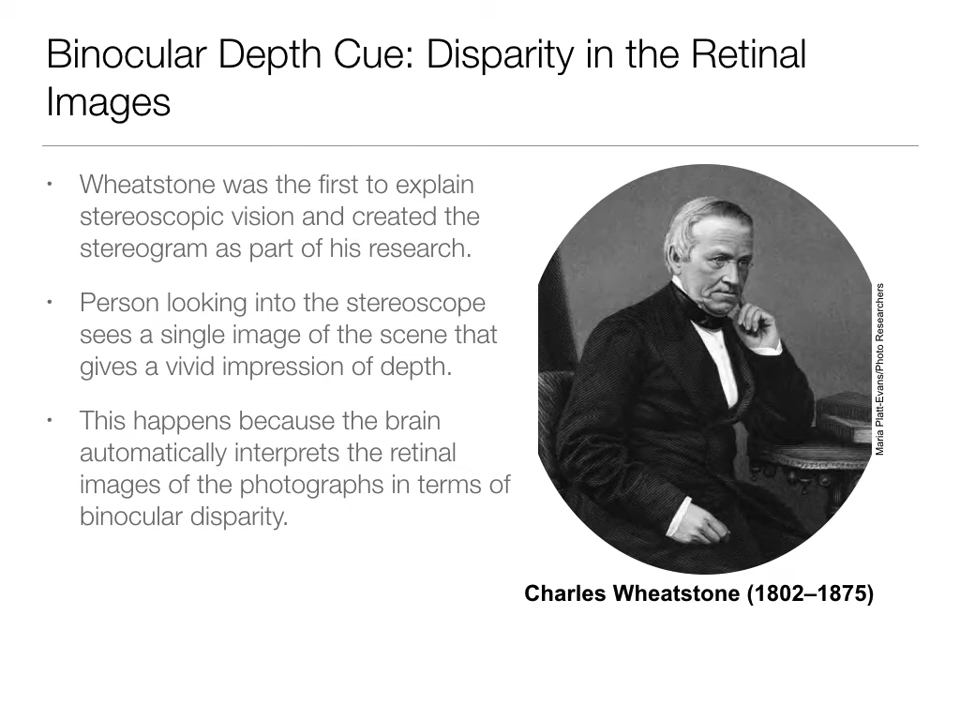 Binocular Depth Cue: Disparity in the Retinal
Images
• Wheatstone was the first to explain
stereoscopic vision and created the
stereogram as part of his research.
• Person looking into the stereoscope
sees a single image of the scene that
gives a vivid impression of depth.
• This happens because the brain
automatically interprets the retinal
images of the photographs in terms of
binocular disparity.
Maria Platt-Evans/Photo Researchers
Charles Wheatstone (1802–1875)